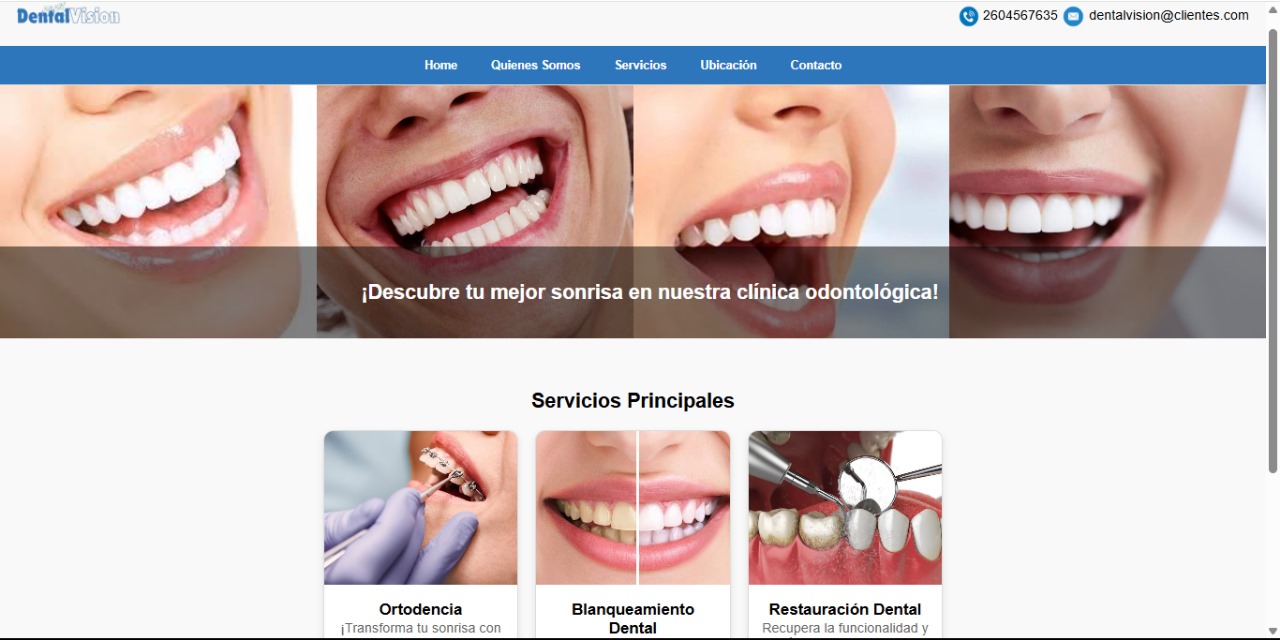 DentalVision
2604567635 dentalvision@clientes.com
Home Quienes Somos Servicios Ubicación Contacto
¡Descubre tu mejor sonrisa en nuestra clínica odontológica!
Servicios Principales
Ortodencia
¡Transforma tu sonrisa con
Blanqueamiento
Dental
Restauración Dental
Recupera la funcionalidad y